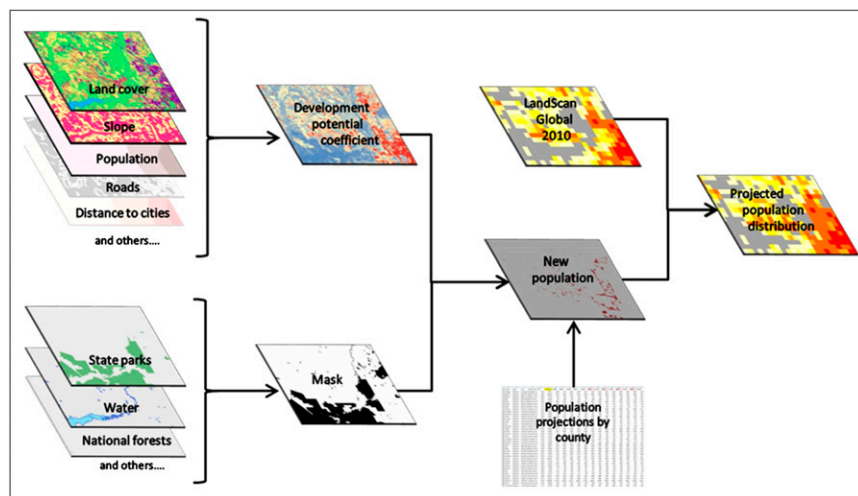 Land cover
Slope
Population
Roads
Distance to cities
and others....
Development
potential
coefficient
LandScan
Global
2010
Projected
population
distribution
New
population
State parks
Water
National forests
and others....
Mask
Population
projections by
county